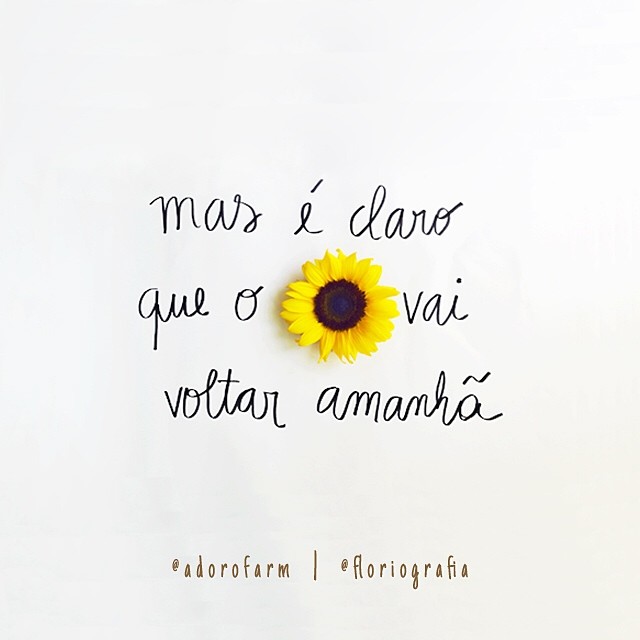 mas é claro
que o vai
voltar amanhã
@adorofarm | @floriografia